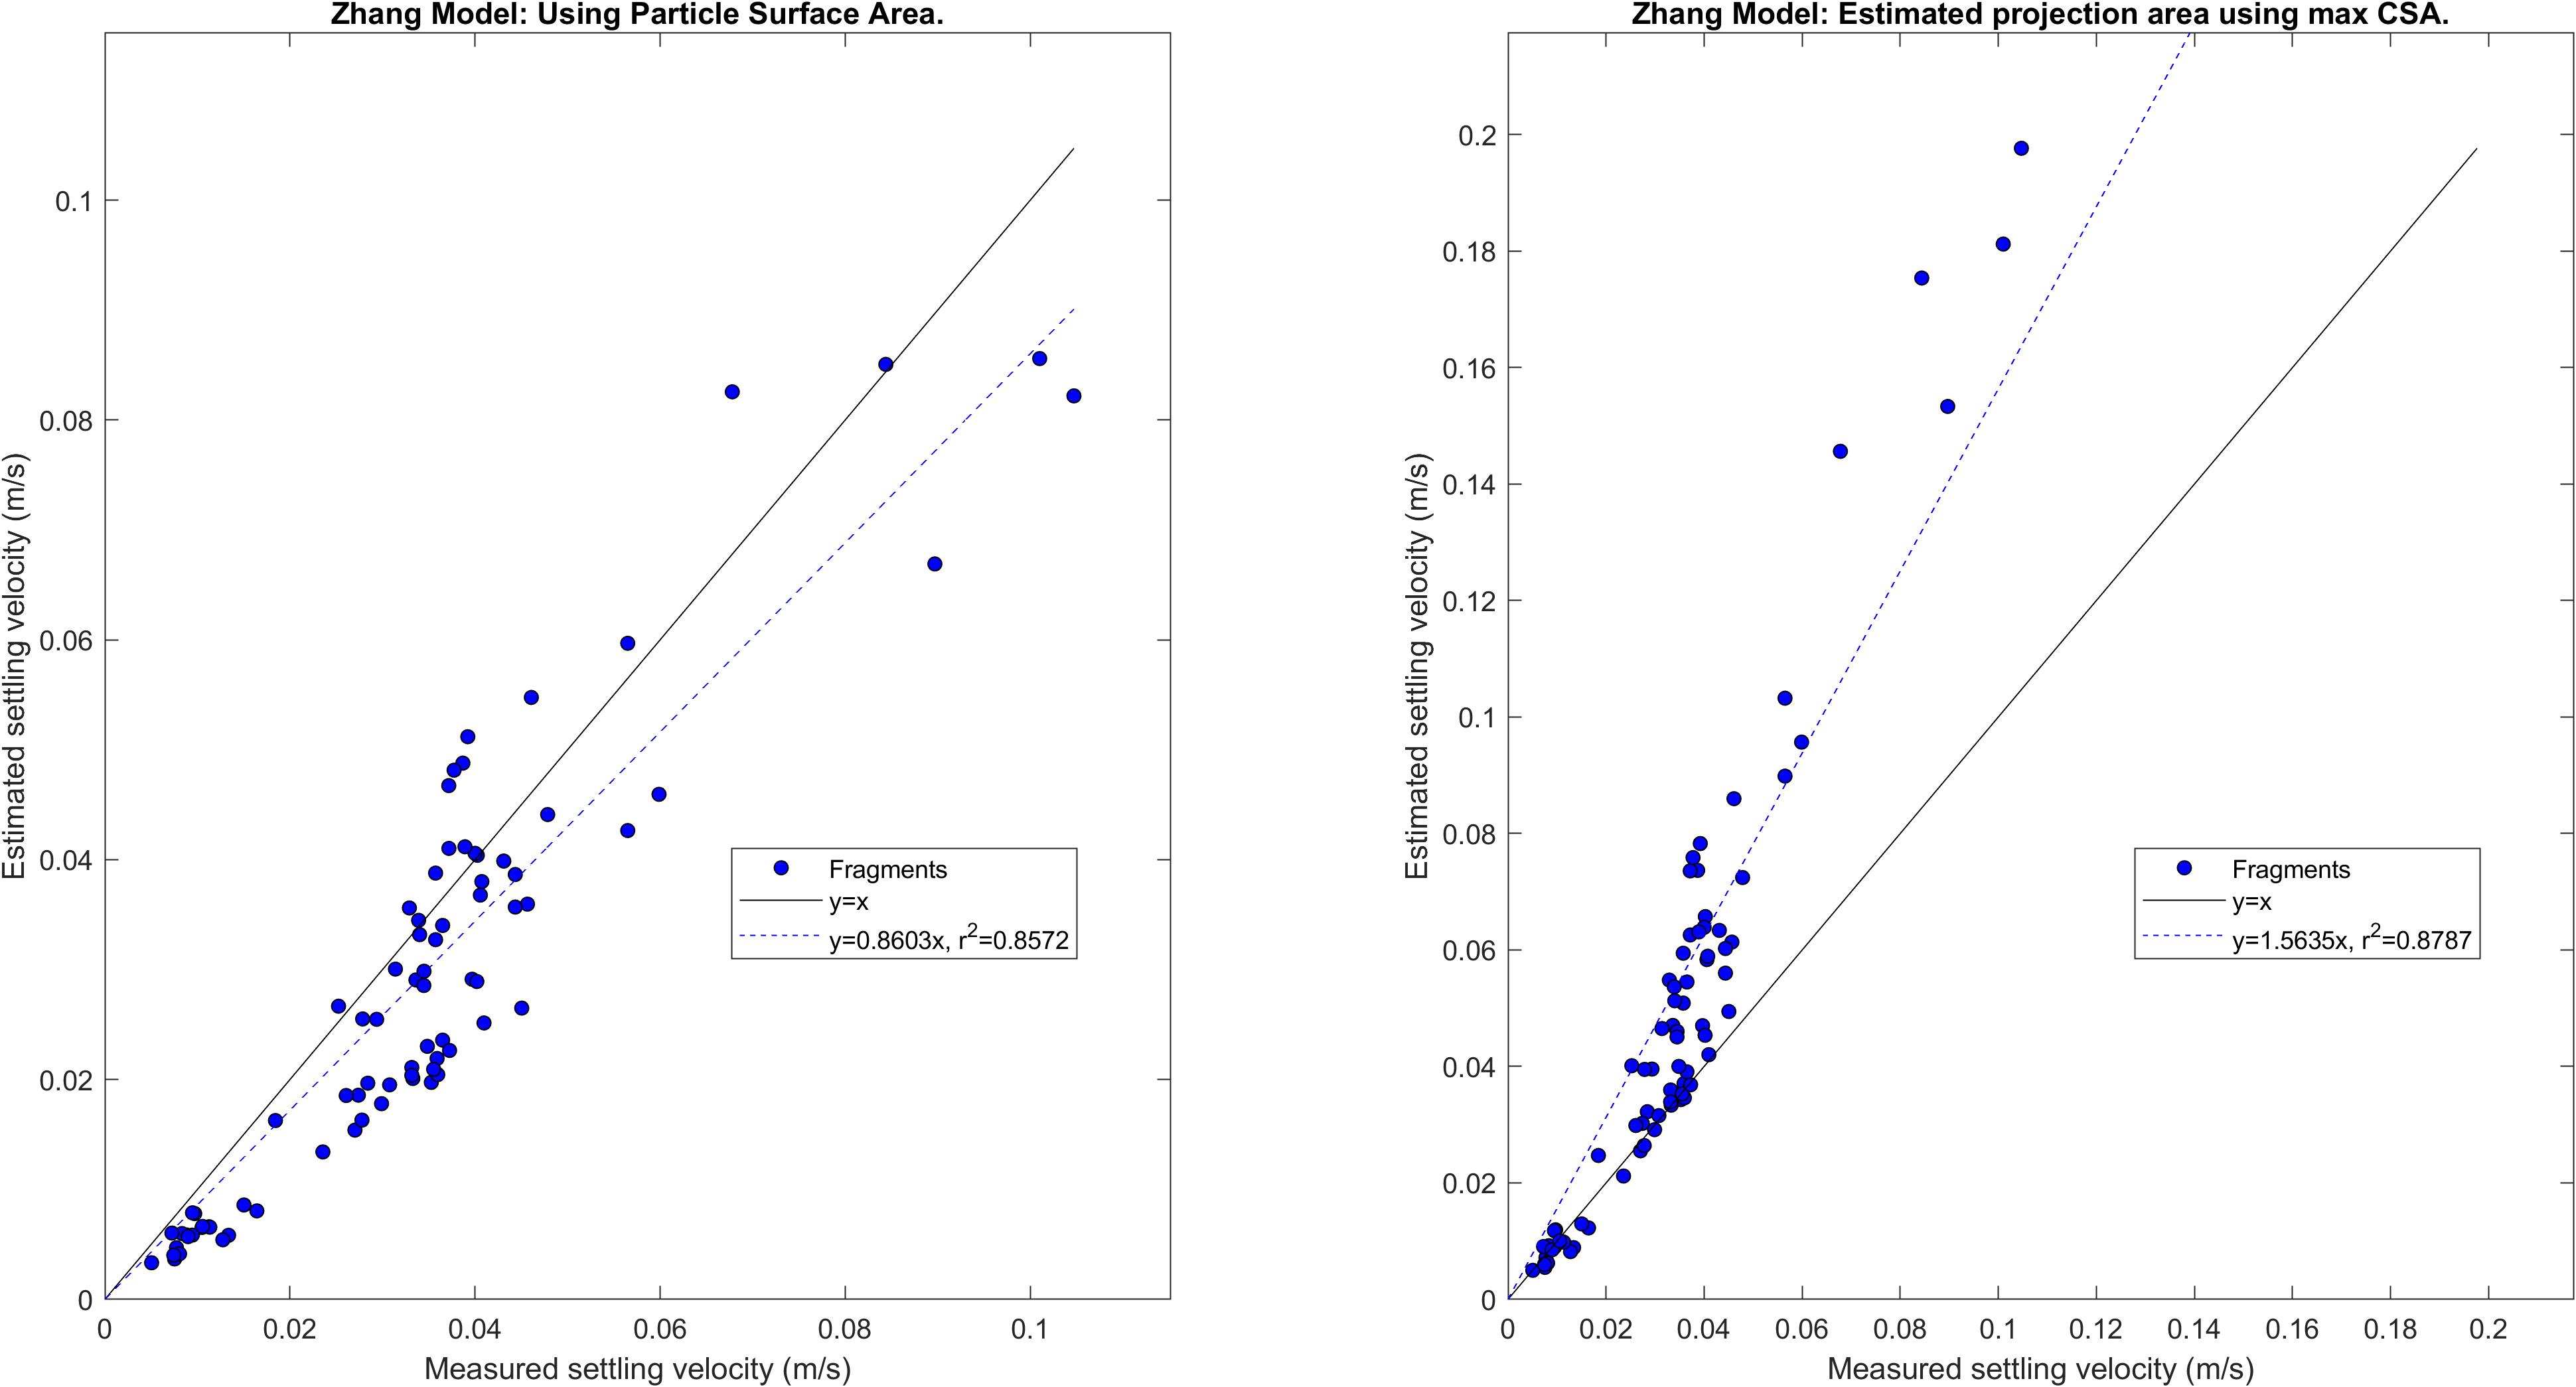 Zhang Model: Using Particle Surface Area.
Estimated settling velocity (m/s)
0.1
0.08
0.06
0.04
0.02
0
0 0.02 0.04 0.06 0.08 0.1
Measured settling velocity (m/s)
Fragments
y=x
y=0.8603x, r²=0.8572
Zhang Model: Estimated projection area using max CSA.
Estimated settling velocity (m/s)
0.2
0.18
0.16
0.14
0.12
0.1
0.08
0.06
0.04
0.02
0
0 0.02 0.04 0.06 0.08 0.1 0.12 0.14 0.16 0.18 0.2
Measured settling velocity (m/s)
Fragments
y=x
y=1.5635x, r²=0.8787